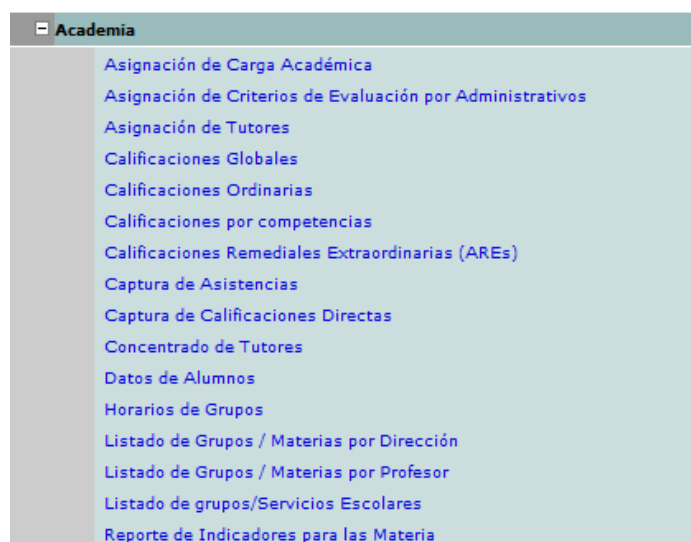 Academia
Asignación de Carga Académica
Asignación de Criterios de Evaluación por Administrativos
Asignación de Tutores
Calificaciones Globales
Calificaciones Ordinarias
Calificaciones por competencias
Calificaciones Remediales Extraordinarias (AREs)
Captura de Asistencias
Captura de Calificaciones Directas
Concentrado de Tutores
Datos de Alumnos
Horarios de Grupos
Listado de Grupos / Materias por Dirección
Listado de Grupos / Materias por Profesor
Listado de grupos/Servicios Escolares
Reporte de Indicadores para las Materia